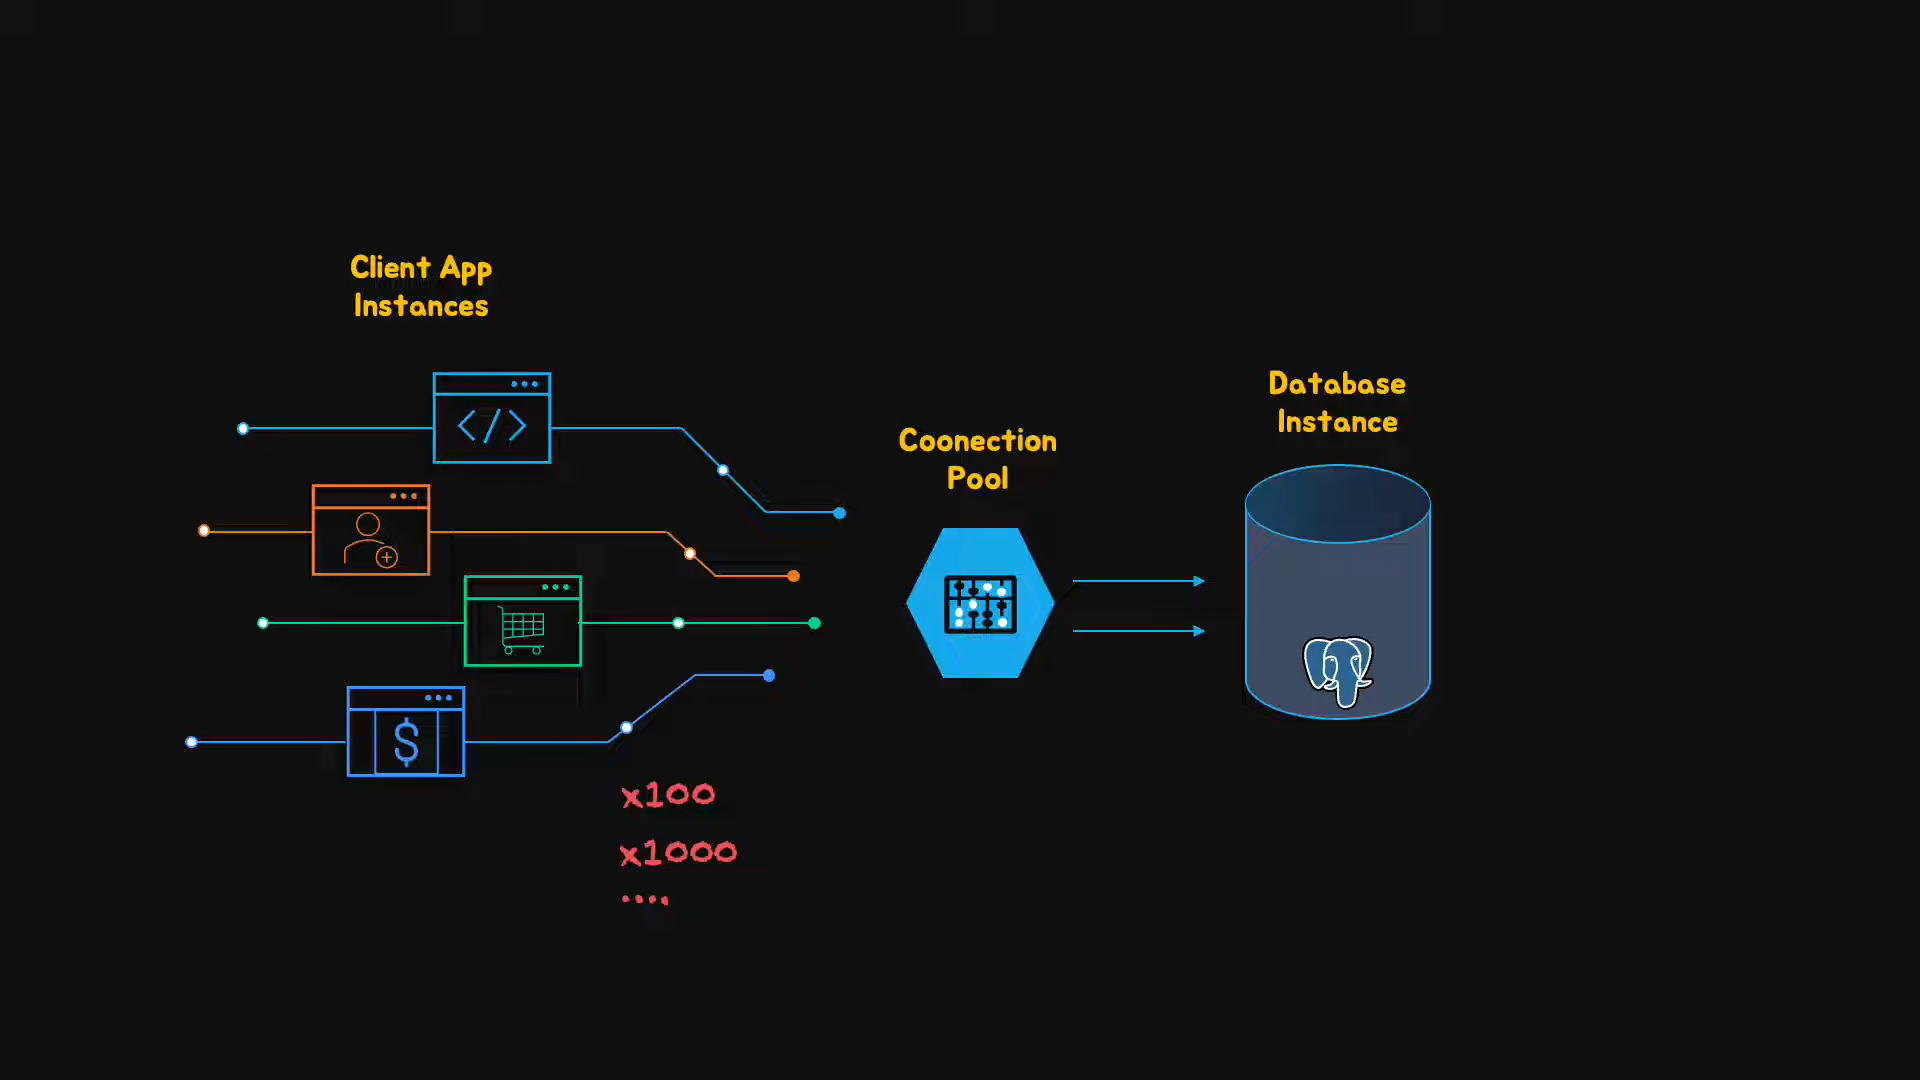 Client App
Instances
Coonection
Pool
Database
Instance
</>
$
x100
x1000
....